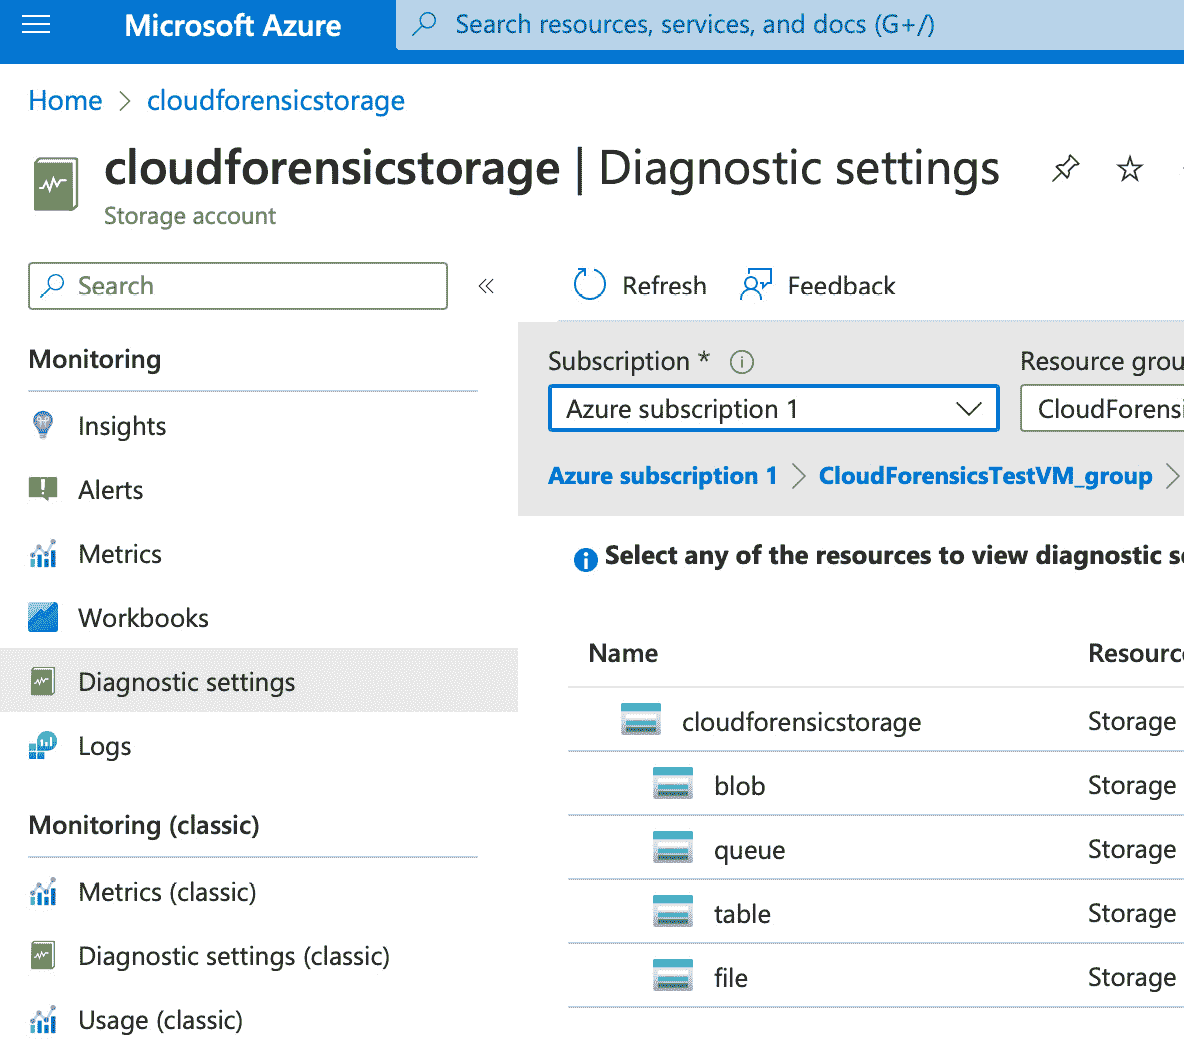 Microsoft Azure
Search resources, services, and docs (G+/)
Home > cloudforensicstorage
cloudforensicstorage | Diagnostic settings
Storage account
Search
«
Refresh
Feedback
Monitoring
Insights
Alerts
Metrics
Workbooks
Diagnostic settings
Logs
Monitoring (classic)
Metrics (classic)
Diagnostic settings (classic)
Usage (classic)
Subscription *
Resource grou
Azure subscription 1
CloudForensi
Azure subscription 1 > CloudForensicsTestVM_group >
Select any of the resources to view diagnostic se
Name
Resourc
cloudforensicstorage
Storage
blob
Storage
queue
Storage
table
Storage
file
Storage